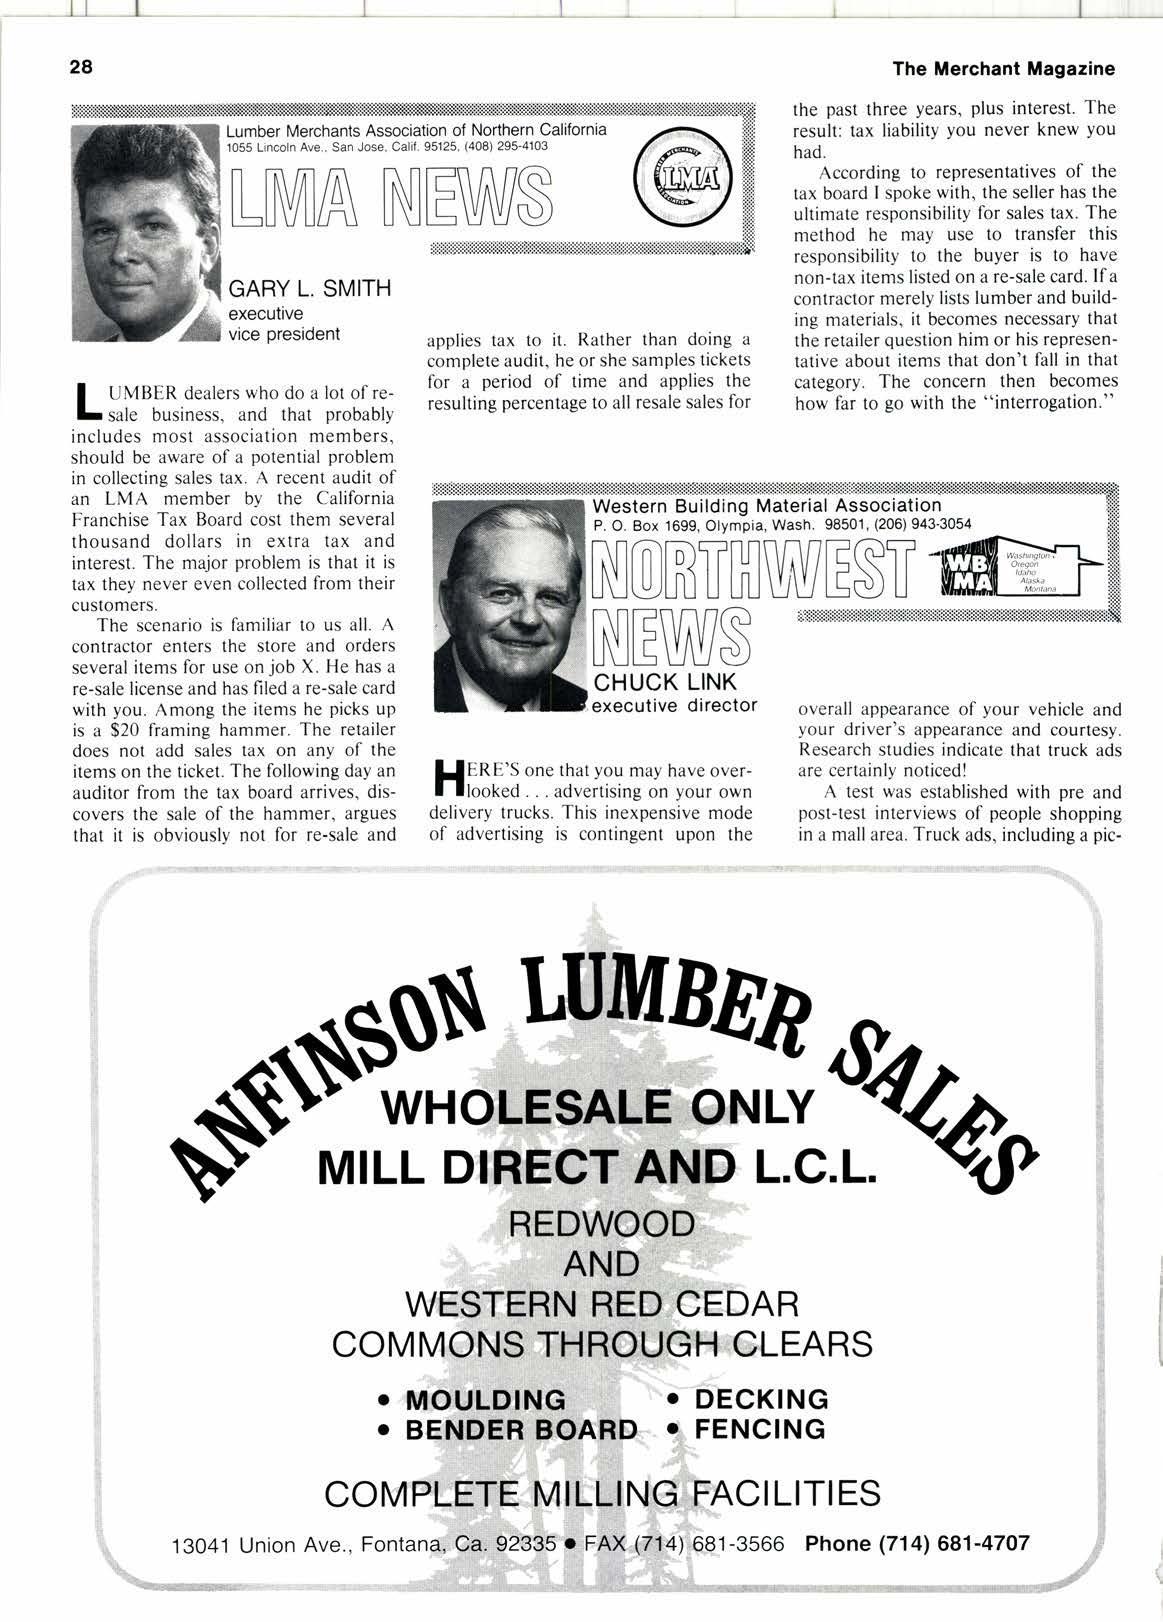 28
The Merchant Magazine
Lumber Merchants Association of Northern California
1055 Lincoln Ave., San Jose, Calif. 95125, (408) 295-4103
LMA NEWS
LUMBER MERCHANTS
LMA
ASSOCIATION
GARY L. SMITH
executive
vice president
LUMBER dealers who do a lot of re-
sale business, and that probably
includes most association members,
should be aware of a potential problem
in collecting sales tax. A recent audit of
an LMA member by the California
Franchise Tax Board cost them several
thousand dollars in extra tax and
interest. The major problem is that it is
tax they never even collected from their
customers.
The scenario is familiar to us all. A
contractor enters the store and orders
several items for use on job X. He has a
re-sale license and has filed a re-sale card
with you. Among the items he picks up
is a $20 framing hammer. The retailer
does not add sales tax on any of the
items on the ticket. The following day an
auditor from the tax board arrives, dis-
covers the sale of the hammer, argues
that it is obviously not for re-sale and
applies tax to it. Rather than doing a
complete audit, he or she samples tickets
for a period of time and applies the
resulting percentage to all resale sales for
the past three years, plus interest. The
result: tax liability you never knew you
had.
According to representatives of the
tax board I spoke with, the seller has the
ultimate responsibility for sales tax. The
method he may use to transfer this
responsibility to the buyer is to have
non-tax items listed on a re-sale card. If a
contractor merely lists lumber and build-
ing materials, it becomes necessary that
the retailer question him or his represen-
tative about items that don't fall in that
category. The concern then becomes
how far to go with the "interrogation."
Western Building Material Association
P. O. Box 1699, Olympia, Wash. 98501, (206) 943-3054
NORTHWEST
NEWS
WB
MA
Washington
Oregon
Idaho
Alaska
Montana
CHUCK LINK
executive director
HERE'S one that you may have over-
looked . . . advertising on your own
delivery trucks. This inexpensive mode
of advertising is contingent upon the
overall appearance of your vehicle and
your driver's appearance and courtesy.
Research studies indicate that truck ads
are certainly noticed!
A test was established with pre and
post-test interviews of people shopping
in a mall area. Truck ads, including a pic-
ANFINSON LUMBER SALES
WHOLESALE ONLY
MILL DIRECT AND L.C.L.
REDWOOD
AND
WESTERN RED CEDAR
COMMONS THROUGH CLEARS
• MOULDING • DECKING
• BENDER BOARD • FENCING
COMPLETE MILLING FACILITIES
13041 Union Ave., Fontana, Ca. 92335 • FAX (714) 681-3566 Phone (714) 681-4707